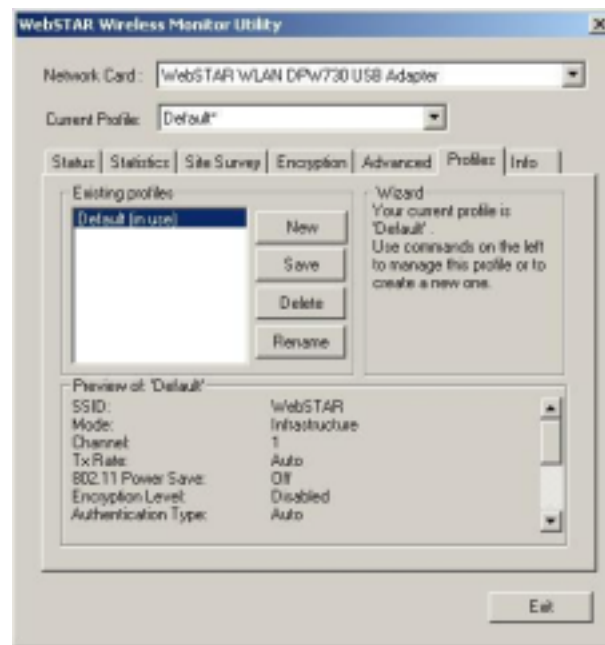 WebSTAR Wireless Monitor Utility
Network Card : WebSTAR WLAN DPW730 USB Adapter
Current Profile: Default*
Status Statistics Site Survey Encryption Advanced Profiles Info
Existing profiles
Default (in use)
New
Save
Delete
Rename
Wizard
Your current profile is
'Default' .
Use commands on the left
to manage this profile or to
create a new one.
Preview of: 'Default'
SSID: WebSTAR
Mode: Infrastructure
Channel: 1
Tx Rate: Auto
802.11 Power Save: Off
Encryption Level: Disabled
Authentication Type: Auto
Exit